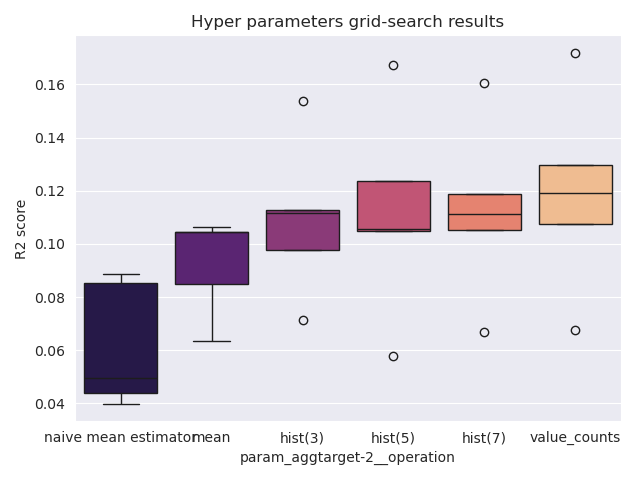 Hyper parameters grid-search results
R2 score
0.16
0.14
0.12
0.10
0.08
0.06
0.04
naive mean estimator mean hist(3) hist(5) hist(7) value_counts
param_aggtarget-2__operation